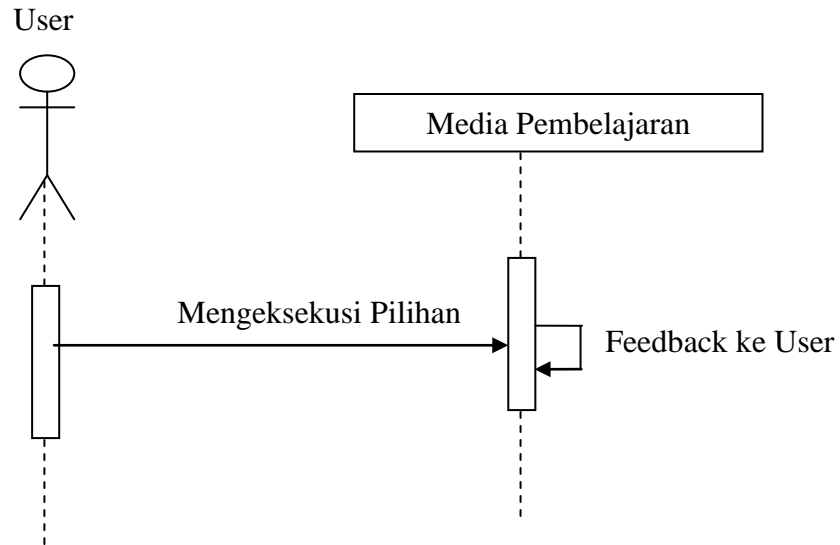 User
Media Pembelajaran
Mengeksekusi Pilihan
Feedback ke User